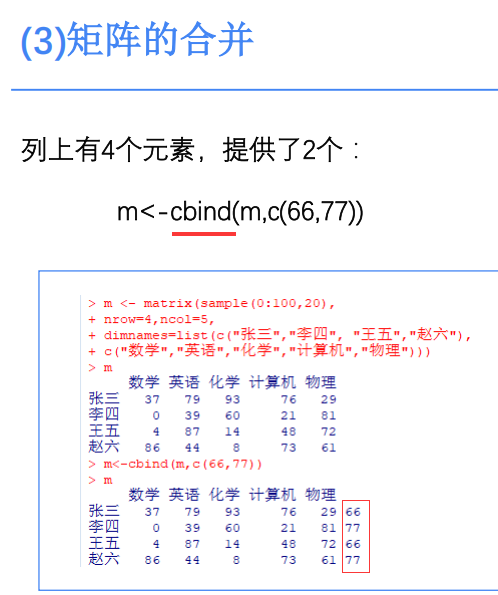 (3)矩阵的合并
列上有4个元素，提供了2个：
m<-cbind(m,c(66,77))
> m <- matrix(sample(0:100,20),
+ nrow=4,ncol=5,
+ dimnames=list(c("张三","李四", "王五","赵六"),
+ c("数学","英语","化学","计算机","物理")))
> m
数学 英语 化学 计算机 物理
张三 37 79 93 76 29
李四 0 39 60 21 81
王五 4 87 14 48 72
赵六 86 44 8 73 61
> m<-cbind(m,c(66,77))
> m
数学 英语 化学 计算机 物理
张三 37 79 93 76 29 66
李四 0 39 60 21 81 77
王五 4 87 14 48 72 66
赵六 86 44 8 73 61 77